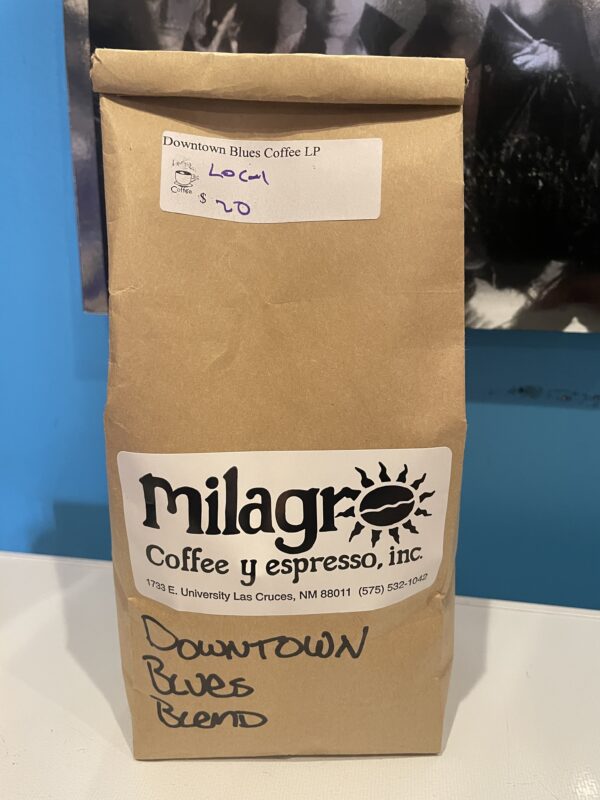 Downtown Blues Coffee LP
Local
Coffee
$ 20
milagro
Coffee y espresso, inc.
1733 E. University Las Cruces, NM 88011 (575) 532-1042
DOWNTOWN
BLUES
BLEND